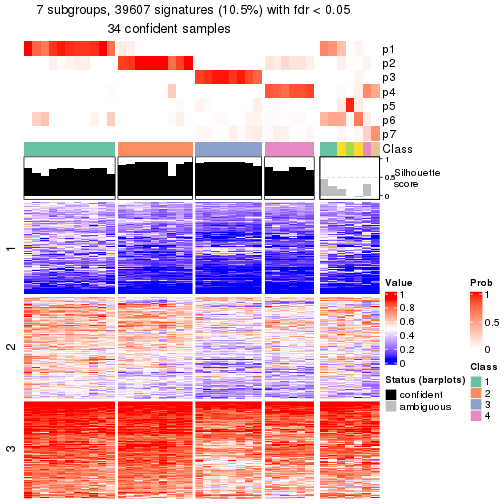 7 subgroups, 39607 signatures (10.5%) with fdr < 0.05
34 confident samples
p1
p2
p3
p4
p5
p6
p7
Class
1
0.5
0
Silhouette
score
1
2
3
Value
1
0.8
0.6
0.4
0.2
0
Status (barplots)
confident
ambiguous
Prob
1
0.5
0
Class
1
2
3
4